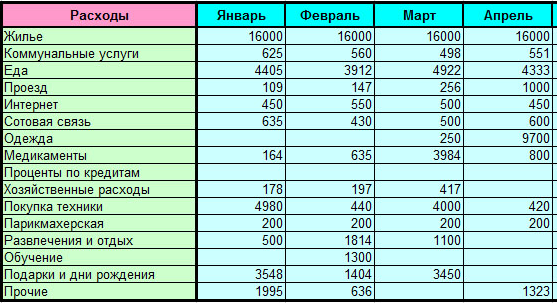 Расходы Январь Февраль Март Апрель
Жилье 16000 16000 16000 16000
Коммунальные услуги 625 560 498 551
Еда 4405 3912 4922 4333
Проезд 109 147 256 1000
Интернет 450 550 500 450
Сотовая связь 635 430 500 600
Одежда 250 9700
Медикаменты 164 635 3984 800
Проценты по кредитам
Хозяйственные расходы 178 197 417
Покупка техники 4980 440 4000 420
Парикмахерская 200 200 200 200
Развлечения и отдых 500 1814 1100
Обучение 1300
Подарки и дни рождения 3548 1404 3450
Прочие 1995 636 1323